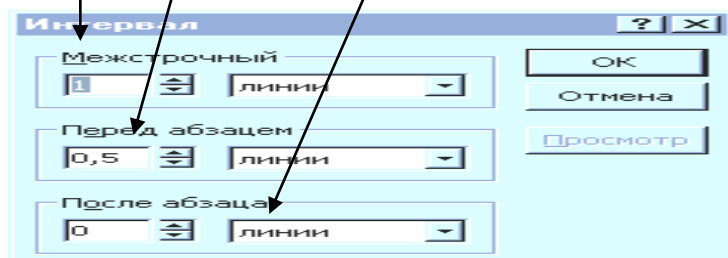 Интервал
Межстрочный
1 линии
Перед абзацем
0,5 линии
После абзаца
0 линии
ОК
Отмена
Просмотр